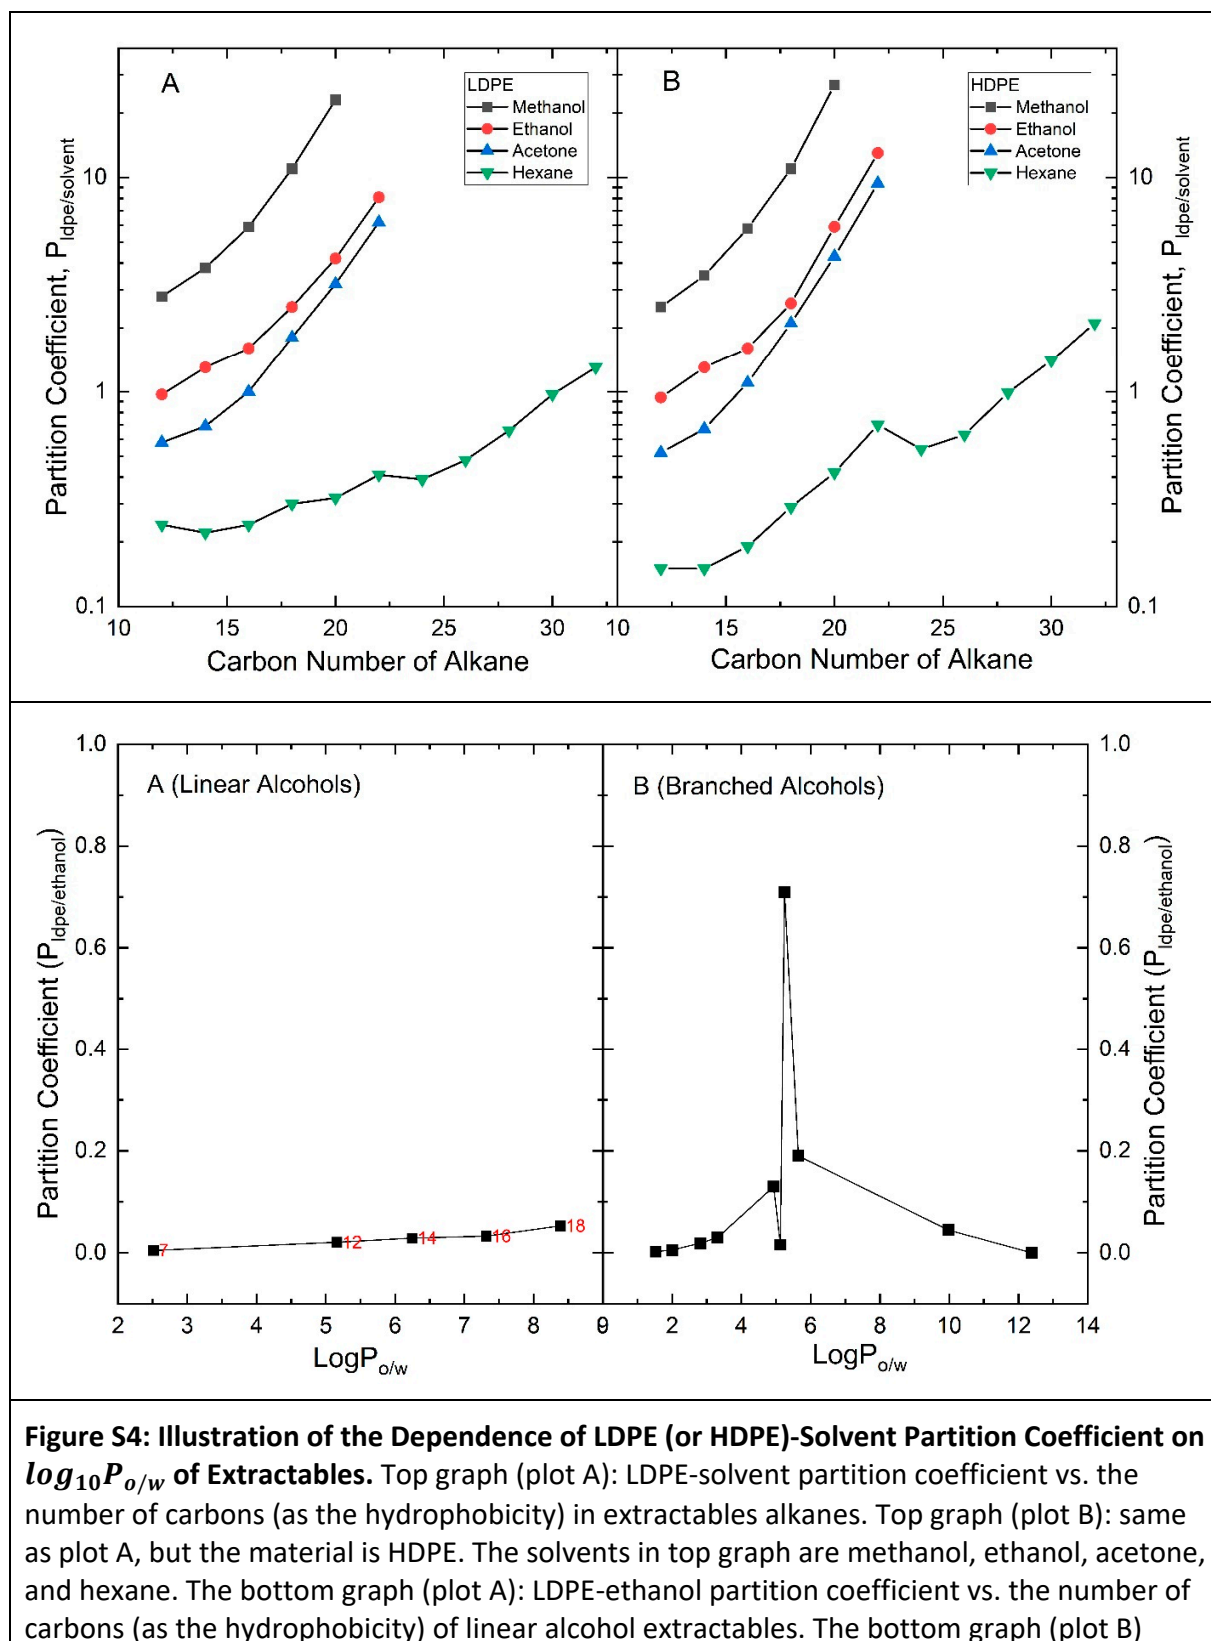 A
LDPE
Methanol
Ethanol
Acetone
Hexane
Partition Coefficient, P_ldpe/solvent
10
1
0.1
10 15 20 25 30
Carbon Number of Alkane
B
HDPE
Methanol
Ethanol
Acetone
Hexane
Partition Coefficient, P_ldpe/solvent
10
1
0.1
10 15 20 25 30
Carbon Number of Alkane
A (Linear Alcohols)
Partition Coefficient (P_ldpe/ethanol)
1.0
0.8
0.6
0.4
0.2
0.0
7 12 14 16 18
2 3 4 5 6 7 8 9
LogP_o/w
B (Branched Alcohols)
Partition Coefficient (P_ldpe/ethanol)
1.0
0.8
0.6
0.4
0.2
0.0
0 2 4 6 8 10 12 14
LogP_o/w
Figure S4: Illustration of the Dependence of LDPE (or HDPE)-Solvent Partition Coefficient on
log₁₀P_o/w of Extractables. Top graph (plot A): LDPE-solvent partition coefficient vs. the
number of carbons (as the hydrophobicity) in extractables alkanes. Top graph (plot B): same
as plot A, but the material is HDPE. The solvents in top graph are methanol, ethanol, acetone,
and hexane. The bottom graph (plot A): LDPE-ethanol partition coefficient vs. the number of
carbons (as the hydrophobicity) of linear alcohol extractables. The bottom graph (plot B)